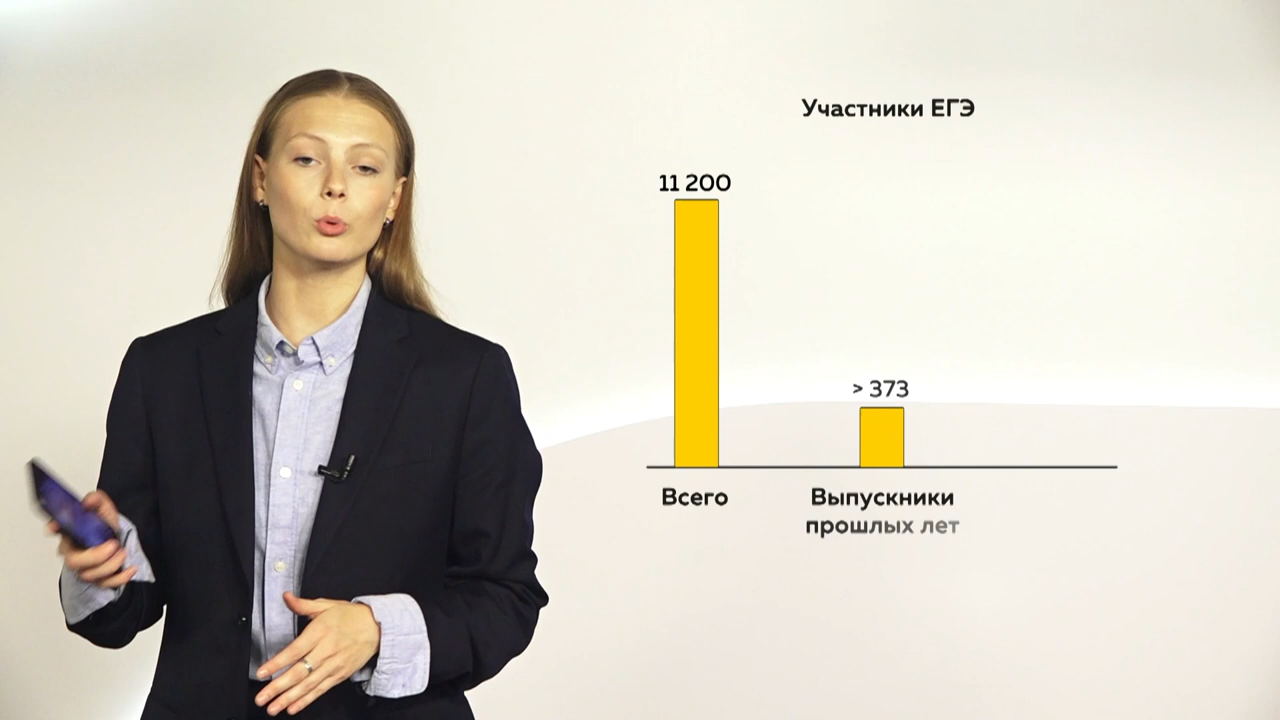 Участники ЕГЭ
11 200
> 373
Всего
Выпускники
прошлых лет